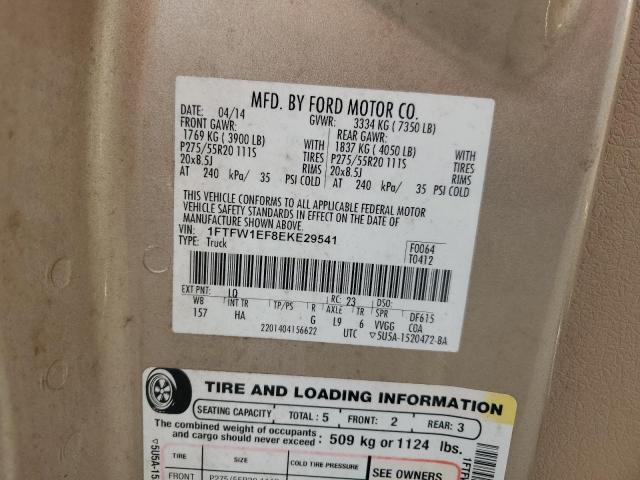 MFD. BY FORD MOTOR CO.
DATE: 04/14 GVWR: 3334 KG ( 7350 LB)
FRONT GAWR: REAR GAWR:
1769 KG ( 3900 LB) WITH 1837 KG ( 4050 LB) WITH
P275/55R20 111S TIRES P275/55R20 111S TIRES
20x8.5J RIMS 20x8.5J RIMS
AT 240 kPa/ 35 PSI COLD AT 240 kPa/ 35 PSI COLD
THIS VEHICLE CONFORMS TO ALL APPLICABLE FEDERAL MOTOR
VEHICLE SAFETY STANDARDS IN EFFECT ON THE DATE OF
MANUFACTURE SHOWN ABOVE.
VIN: 1FTFW1EF8EKE29541 F0064
TYPE: Truck T0412
EXT PNT: LQ RC: 23 DSO:
WB INT TR TP/PS R AXLE TR SPR DF615
157 HA G L9 6 VVGG COA
2201404156622 UTC ▽5U5A-1520472-BA
TIRE AND LOADING INFORMATION
SEATING CAPACITY TOTAL: 5 FRONT: 2 REAR: 3
The combined weight of occupants
and cargo should never exceed : 509 kg or 1124 lbs.
TIRE SIZE COLD TIRE PRESSURE SEE OWNERS
FRONT P275/55R20 111S
▽5U5A-15
1FTF